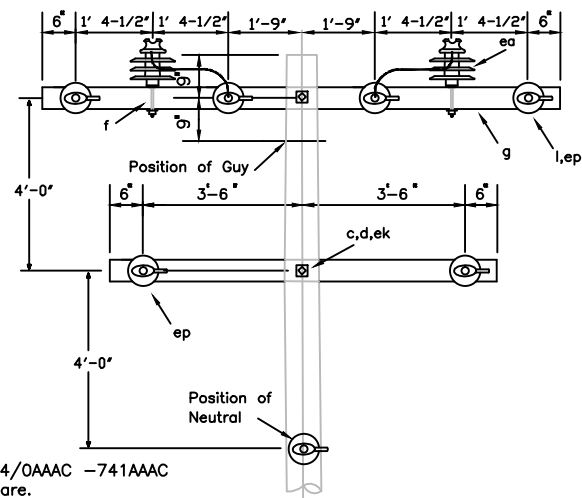 6" 1' 4-1/2" 1' 4-1/2" 1'-9" 1'-9" 1' 4-1/2" 1' 4-1/2" 6"
ea
9"
f
9"
g
l,ep
Position of Guy
4'-0"
6" 3'-6" 3'-6" 6"
c,d,ek
ep
4'-0"
Position of
Neutral
4/0AAAC -741AAAC
are.